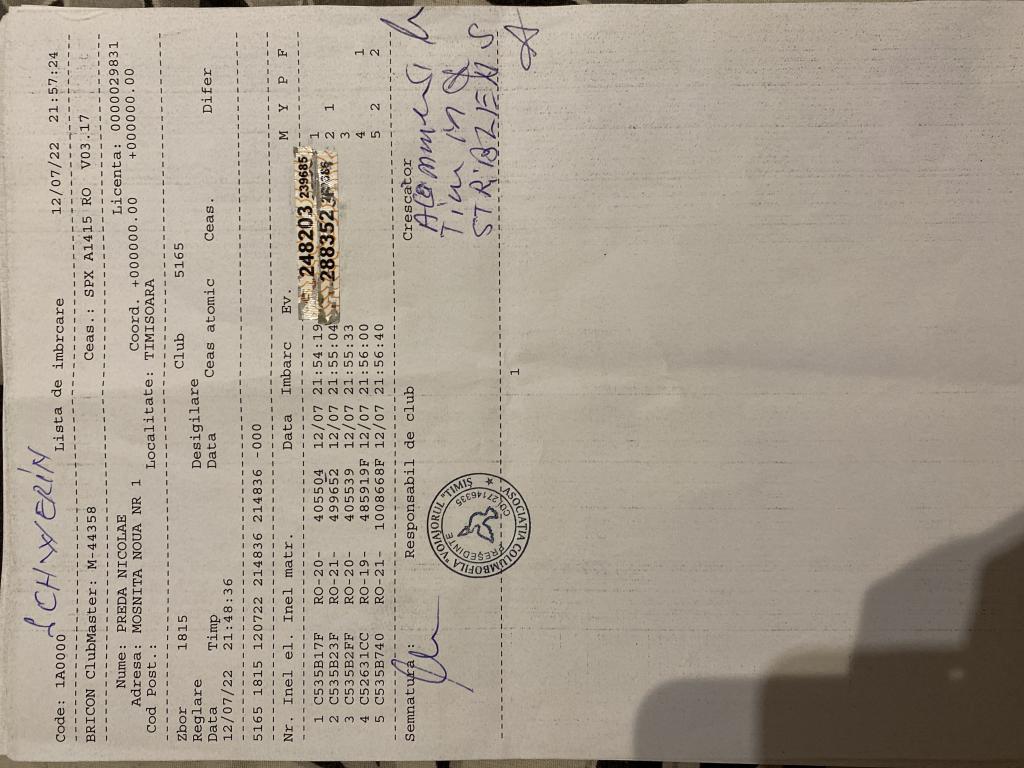 SCHWERIN
Code: 1A0000 Lista de imbrcare 12/07/22 21:57:24
BRICON ClubMaster: M-44358 Ceas.: SPX A1415 RO V03.17
Nume: PREDA NICOLAE Licenta: 0000029831
Adresa: MOSNITA NOUA NR 1 Coord. +000000.00 +000000.00
Cod Post.: Localitate: TIMISOARA
Zbor 1815 Club 5165
Reglare Desigilare
Data Timp Data Ceas atomic Ceas. Difer
12/07/22 21:48:36
5165 1815 120722 214836 214836 214836 -000
Nr. Inel el. Inel matr. Data Imbarc Ev. M Y P F
1 C535B17F RO-20- 405504 12/07 21:54:19 1
2 C535B23F RO-21- 499652 12/07 21:55:04 2 1
3 C535B2FF RO-20- 405539 12/07 21:55:33 3
4 C52631CC RO-19- 485919F 12/07 21:56:00 4 1
5 C535B740 RO-21- 1008668F 12/07 21:56:40 5 2 2
248203 239685
288352
Semnatura.: Responsabil de club Crescator
ASOCIATIA COLUMBOFILA "VOIAJORUL" TIMIȘ
CUI 27146335
PREȘEDINTE
1